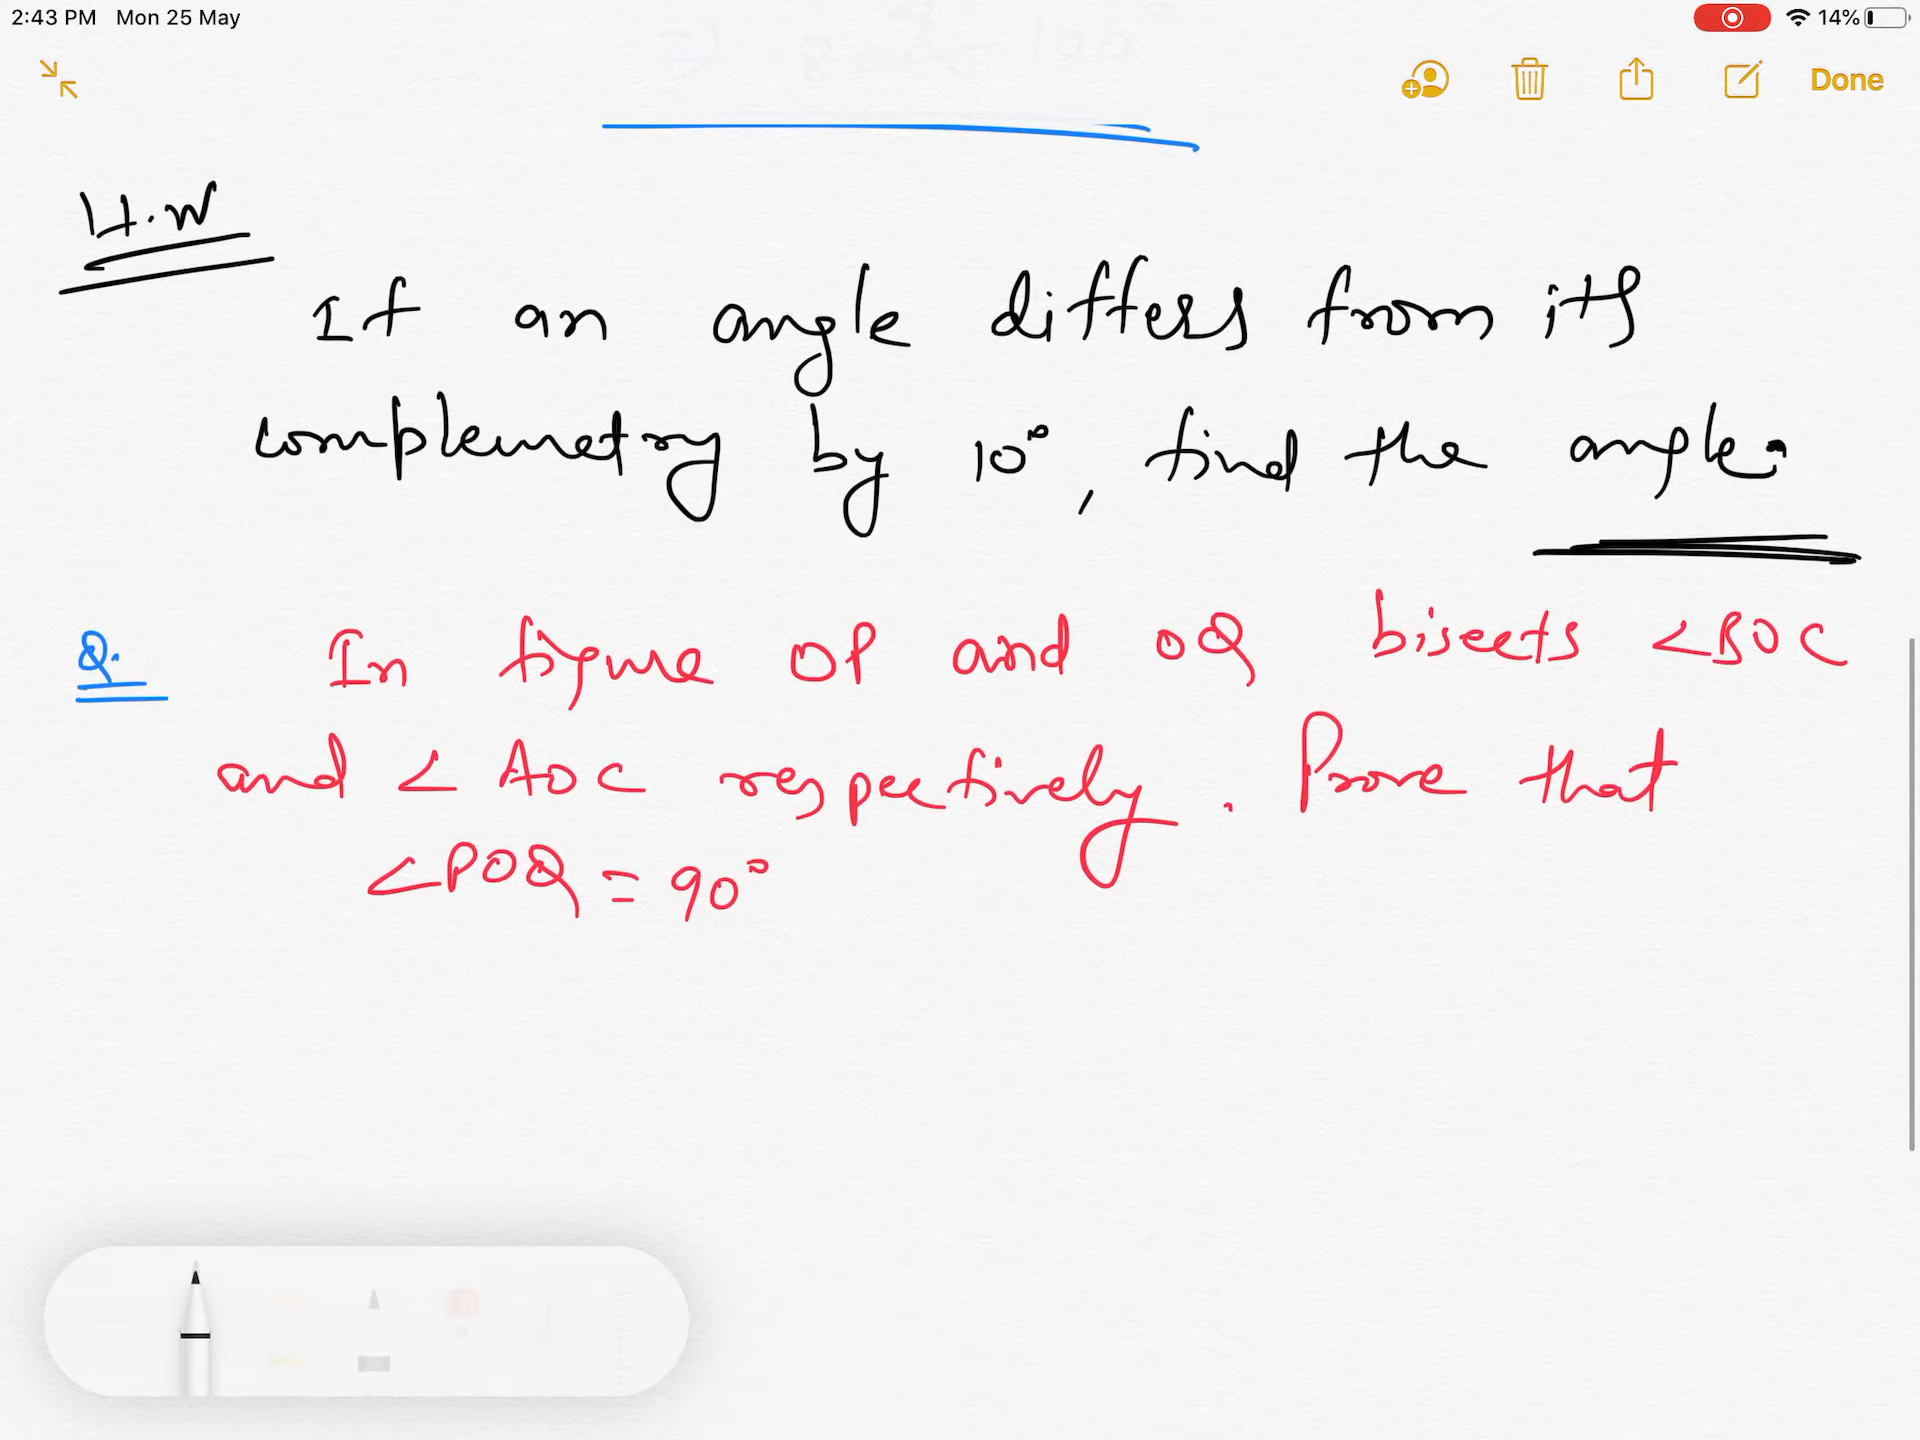 2:43 PM Mon 25 May 14%
Done
H.W
If an angle differs from its
complemetry by 10°, find the angle.
Q. In figure OP and OQ bisects <BOC
and < AOC respectively. Prove that
<POQ = 90°